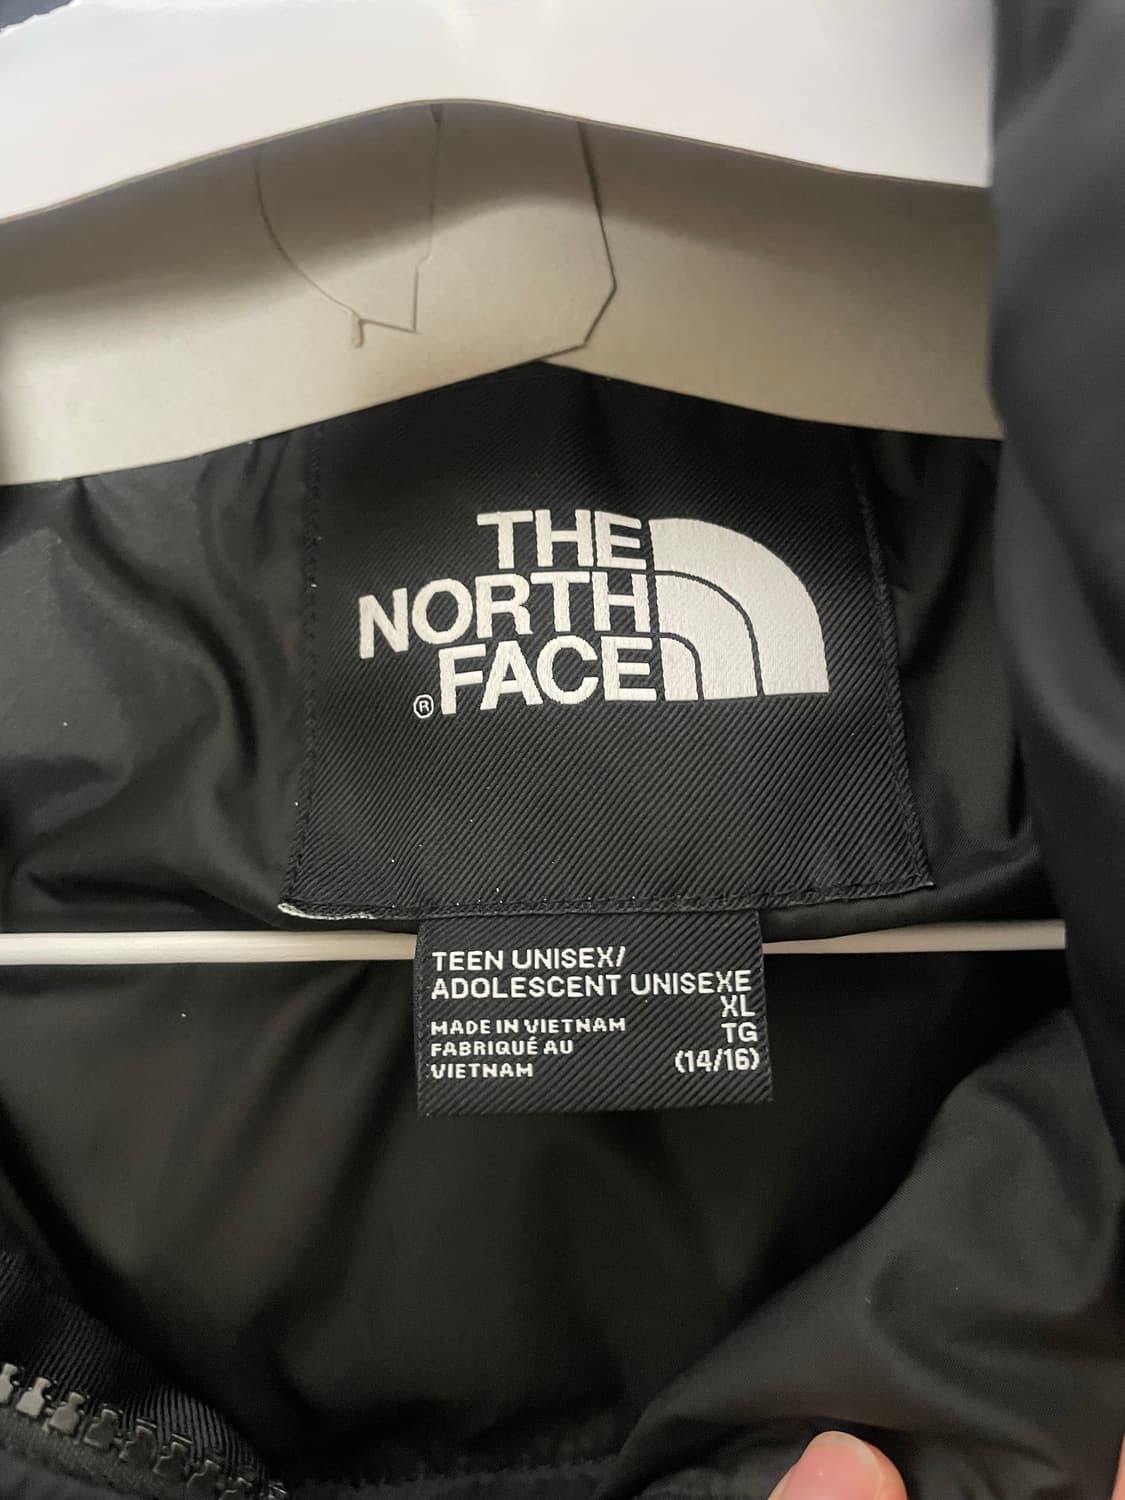 THE
NORTH
FACE
®
TEEN UNISEX/
ADOLESCENT UNISEXE
XL
MADE IN VIETNAM
TG
FABRIQUÉ AU
(14/16)
VIETNAM